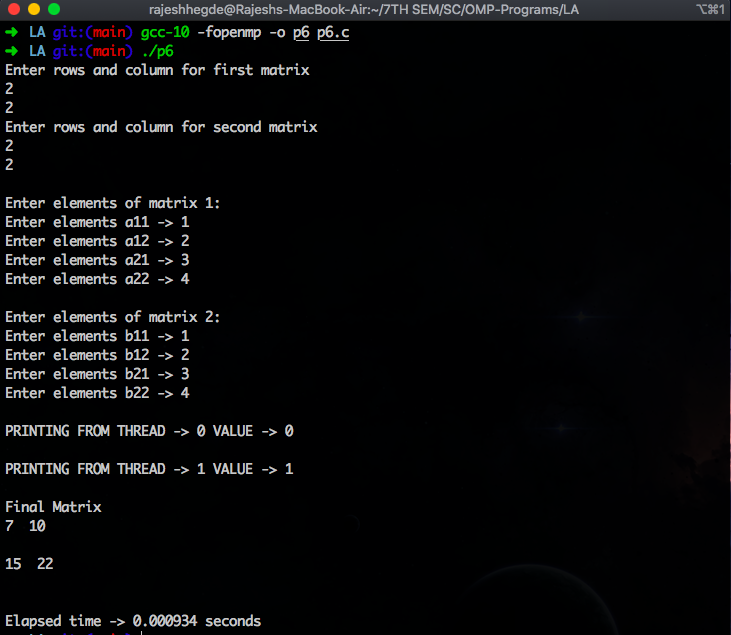 rajeshhegde@Rajeshs-MacBook-Air:~/7TH SEM/SC/OMP-Programs/LA ⌥⌘1
➜ LA git:(main) gcc-10 -fopenmp -o p6 p6.c
➜ LA git:(main) ./p6
Enter rows and column for first matrix
2
2
Enter rows and column for second matrix
2
2
Enter elements of matrix 1:
Enter elements a11 -> 1
Enter elements a12 -> 2
Enter elements a21 -> 3
Enter elements a22 -> 4
Enter elements of matrix 2:
Enter elements b11 -> 1
Enter elements b12 -> 2
Enter elements b21 -> 3
Enter elements b22 -> 4
PRINTING FROM THREAD -> 0 VALUE -> 0
PRINTING FROM THREAD -> 1 VALUE -> 1
Final Matrix
7 10
15 22
Elapsed time -> 0.000934 seconds